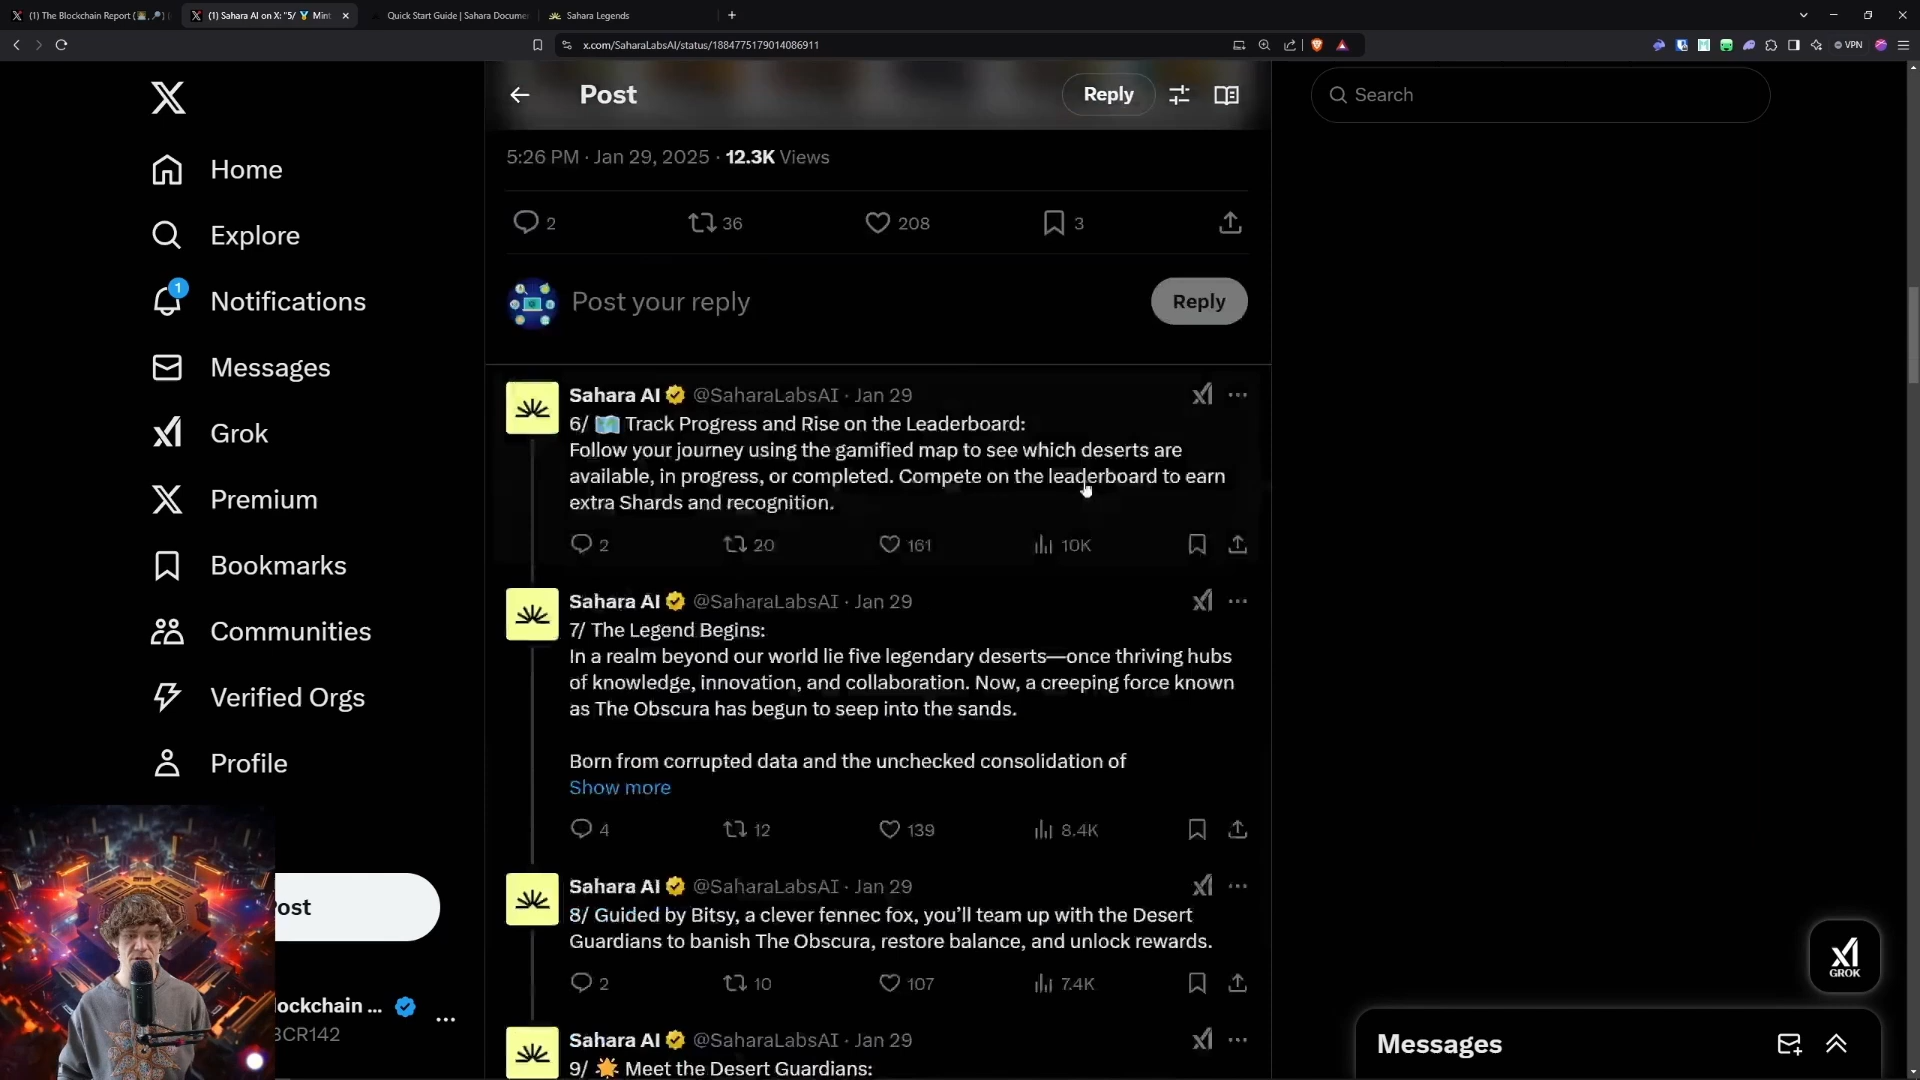 (1) The Blockchain Report (
(1) Sahara AI on X: "5/ 🏅 Mint
Quick Start Guide | Sahara Docume
Sahara Legends
x.com/SaharaLabsAI/status/1884775179014086911
VPN
Home
Explore
1
Notifications
Messages
Grok
Premium
Bookmarks
Communities
Verified Orgs
Profile
ost
lockchain ...
BCR142
Post
Reply
5:26 PM · Jan 29, 2025 · 12.3K Views
2 36 208 3
Post your reply
Reply
Sahara AI @SaharaLabsAI · Jan 29
6/ 🗺️ Track Progress and Rise on the Leaderboard:
Follow your journey using the gamified map to see which deserts are
available, in progress, or completed. Compete on the leaderboard to earn
extra Shards and recognition.
2 20 161 10K
Sahara AI @SaharaLabsAI · Jan 29
7/ The Legend Begins:
In a realm beyond our world lie five legendary deserts—once thriving hubs
of knowledge, innovation, and collaboration. Now, a creeping force known
as The Obscura has begun to seep into the sands.
Born from corrupted data and the unchecked consolidation of
Show more
4 12 139 8.4K
Sahara AI @SaharaLabsAI · Jan 29
8/ Guided by Bitsy, a clever fennec fox, you’ll team up with the Desert
Guardians to banish The Obscura, restore balance, and unlock rewards.
2 10 107 7.4K
Sahara AI @SaharaLabsAI · Jan 29
9/ 🌟 Meet the Desert Guardians:
Search
GROK
Messages